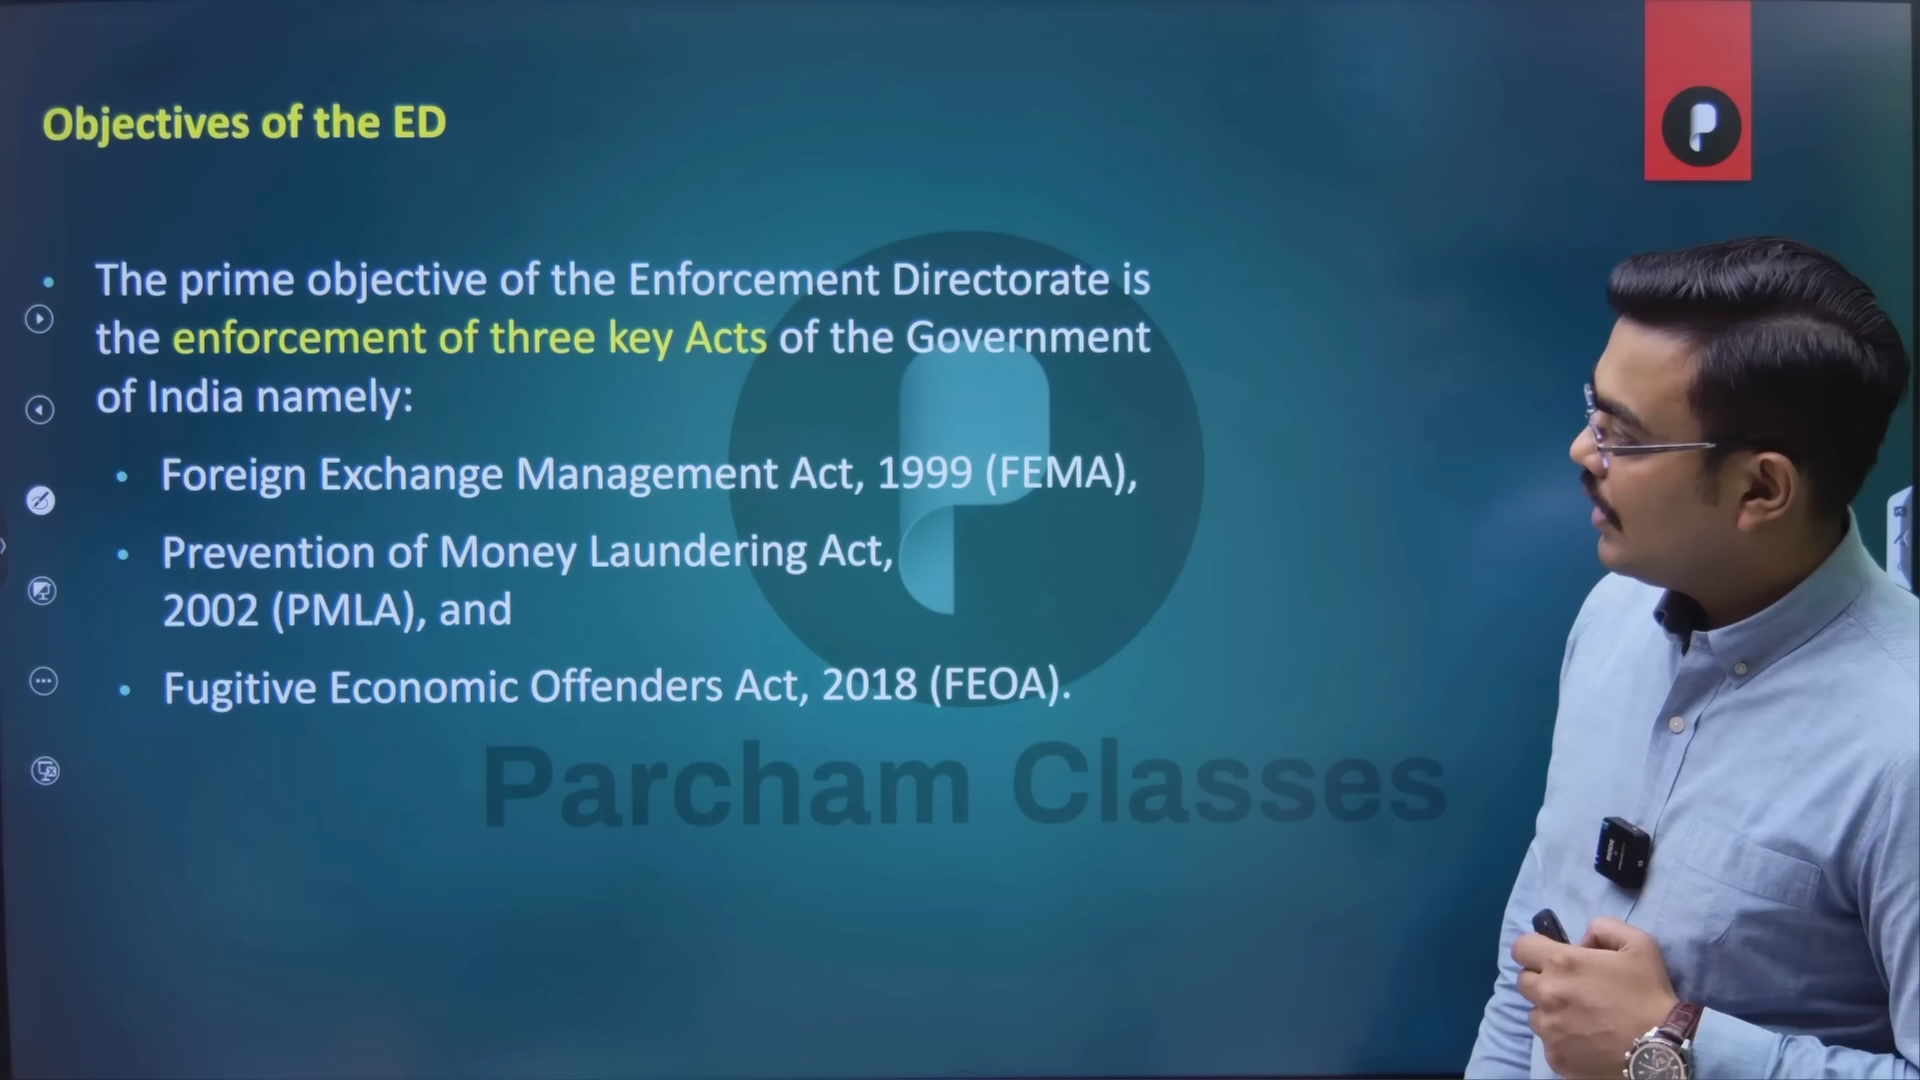 Objectives of the ED
The prime objective of the Enforcement Directorate is
the enforcement of three key Acts of the Government
of India namely:
Foreign Exchange Management Act, 1999 (FEMA),
Prevention of Money Laundering Act,
2002 (PMLA), and
Fugitive Economic Offenders Act, 2018 (FEOA).
Parcham Classes